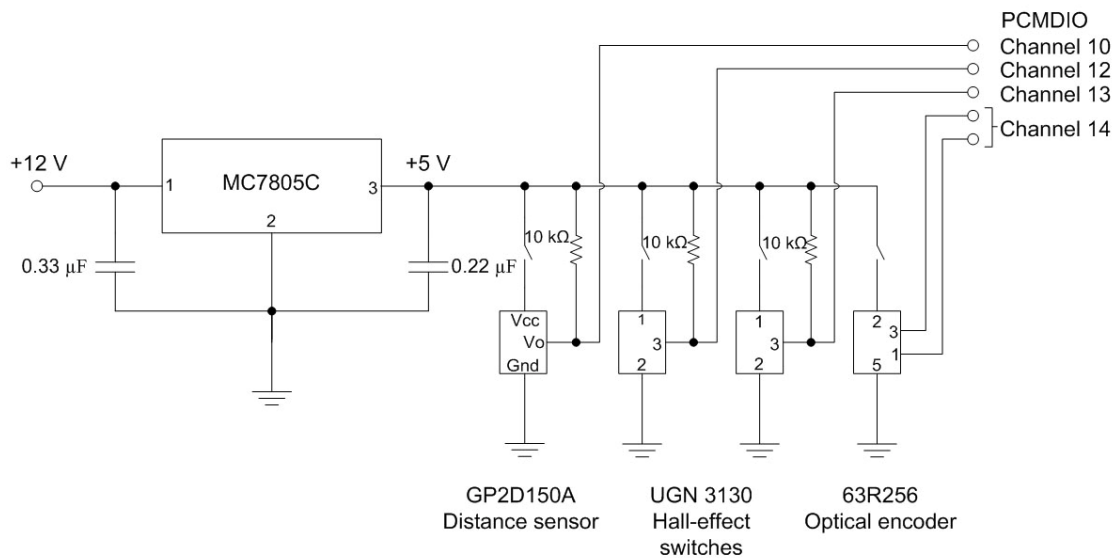 PCMDIO
Channel 10
Channel 12
Channel 13
Channel 14
+12 V
MC7805C
+5 V
1
3
2
0.33 µF
0.22 µF
10 kΩ
10 kΩ
10 kΩ
Vcc
Vo
Gnd
1
3
2
1
3
2
2
3
1
5
GP2D150A
Distance sensor
UGN 3130
Hall-effect
switches
63R256
Optical encoder